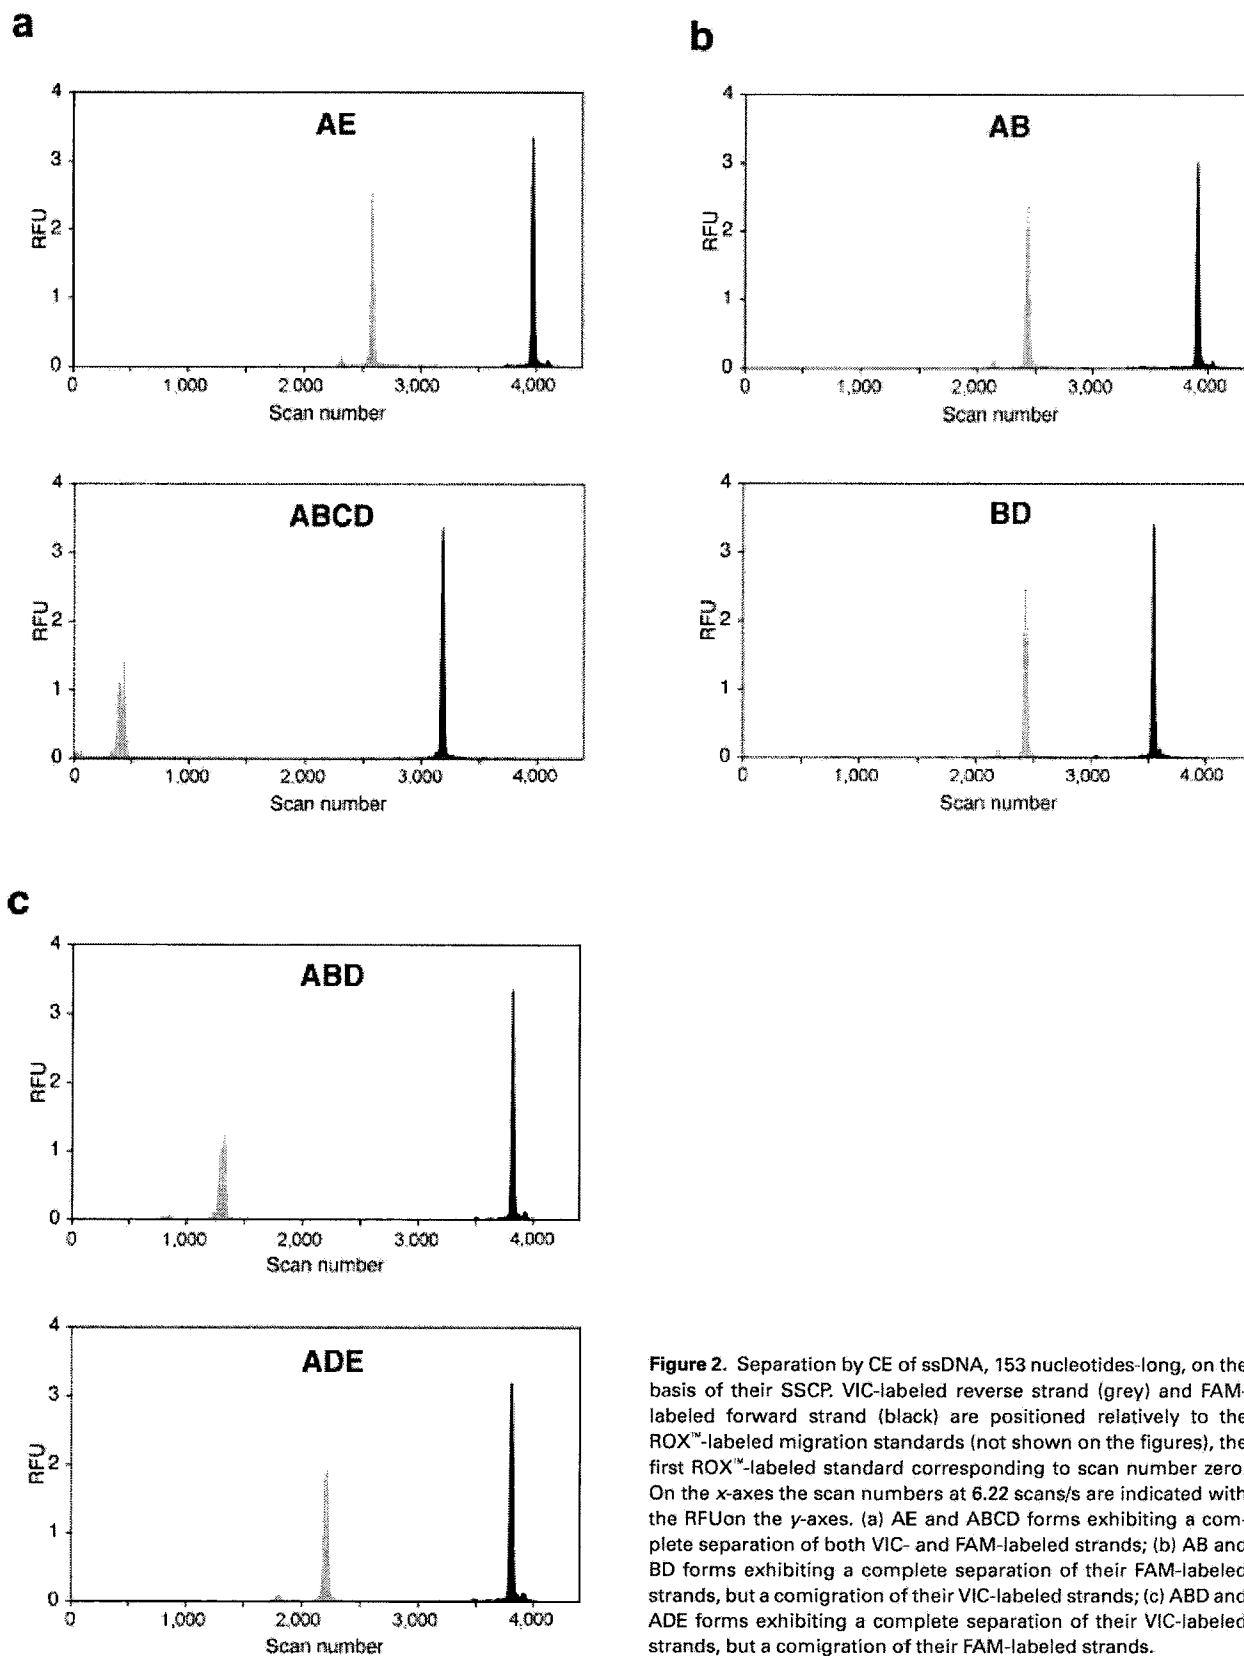 a
b
4
3
2
1
0
RFU
AE
0
1,000
2,000
3,000
4,000
Scan number
4
3
2
1
0
RFU
AB
0
1,000
2,000
3,000
4,000
Scan number
4
3
2
1
0
RFU
ABCD
0
1,000
2,000
3,000
4,000
Scan number
4
3
2
1
0
RFU
BD
0
1,000
2,000
3,000
4,000
Scan number
c
4
3
2
1
0
RFU
ABD
0
1,000
2,000
3,000
4,000
Scan number
4
3
2
1
0
RFU
ADE
0
1,000
2,000
3,000
4,000
Scan number
Figure 2. Separation by CE of ssDNA, 153 nucleotides-long, on the
basis of their SSCP. VIC-labeled reverse strand (grey) and FAM-
labeled forward strand (black) are positioned relatively to the
ROX™-labeled migration standards (not shown on the figures), the
first ROX™-labeled standard corresponding to scan number zero
On the x-axes the scan numbers at 6.22 scans/s are indicated with
the RFUon the y-axes. (a) AE and ABCD forms exhibiting a com-
plete separation of both VIC- and FAM-labeled strands; (b) AB and
BD forms exhibiting a complete separation of their FAM-labeled
strands, but a comigration of their VIC-labeled strands; (c) ABD and
ADE forms exhibiting a complete separation of their VIC-labeled
strands, but a comigration of their FAM-labeled strands.